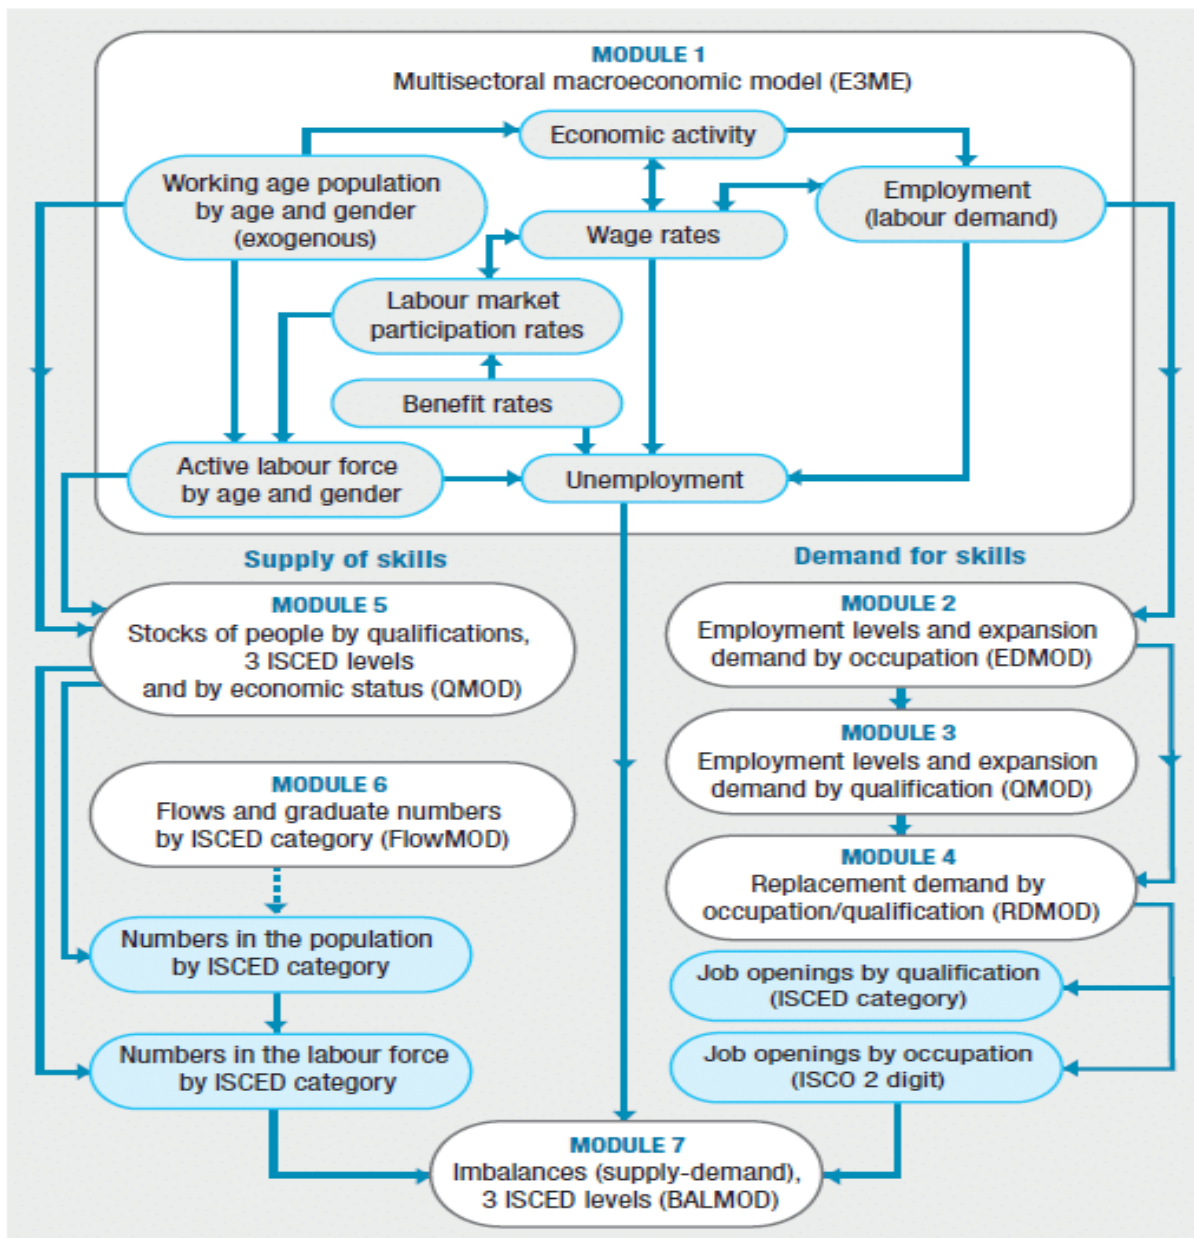 MODULE 1
Multisectoral macroeconomic model (E3ME)
Economic activity
Working age population
by age and gender
(exogenous)
Employment
(labour demand)
Wage rates
Labour market
participation rates
Benefit rates
Active labour force
by age and gender
Unemployment
Supply of skills
Demand for skills
MODULE 5
Stocks of people by qualifications,
3 ISCED levels
and by economic status (QMOD)
MODULE 2
Employment levels and expansion
demand by occupation (EDMOD)
MODULE 3
Employment levels and expansion
demand by qualification (QMOD)
MODULE 6
Flows and graduate numbers
by ISCED category (FlowMOD)
MODULE 4
Replacement demand by
occupation/qualification (RDMOD)
Numbers in the population
by ISCED category
Job openings by qualification
(ISCED category)
Numbers in the labour force
by ISCED category
Job openings by occupation
(ISCO 2 digit)
MODULE 7
Imbalances (supply-demand),
3 ISCED levels (BALMOD)